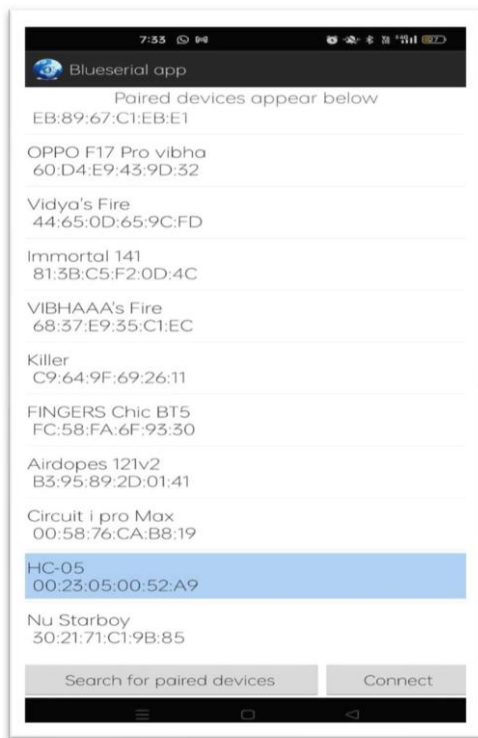 7:33
Blueserial app
Paired devices appear below
EB:89:67:C1:EB:E1
OPPO F17 Pro vibha
60:D4:E9:43:9D:32
Vidya's Fire
44:65:0D:65:9C:FD
Immortal 141
81:3B:C5:F2:0D:4C
VIBHAAA's Fire
68:37:E9:35:C1:EC
Killer
C9:64:9F:69:26:11
FINGERS Chic BT5
FC:58:FA:6F:93:30
Airdopes 121v2
B3:95:89:2D:01:41
Circuit i pro Max
00:58:76:CA:B8:19
HC-05
00:23:05:00:52:A9
Nu Starboy
30:21:71:C1:9B:85
Search for paired devices Connect